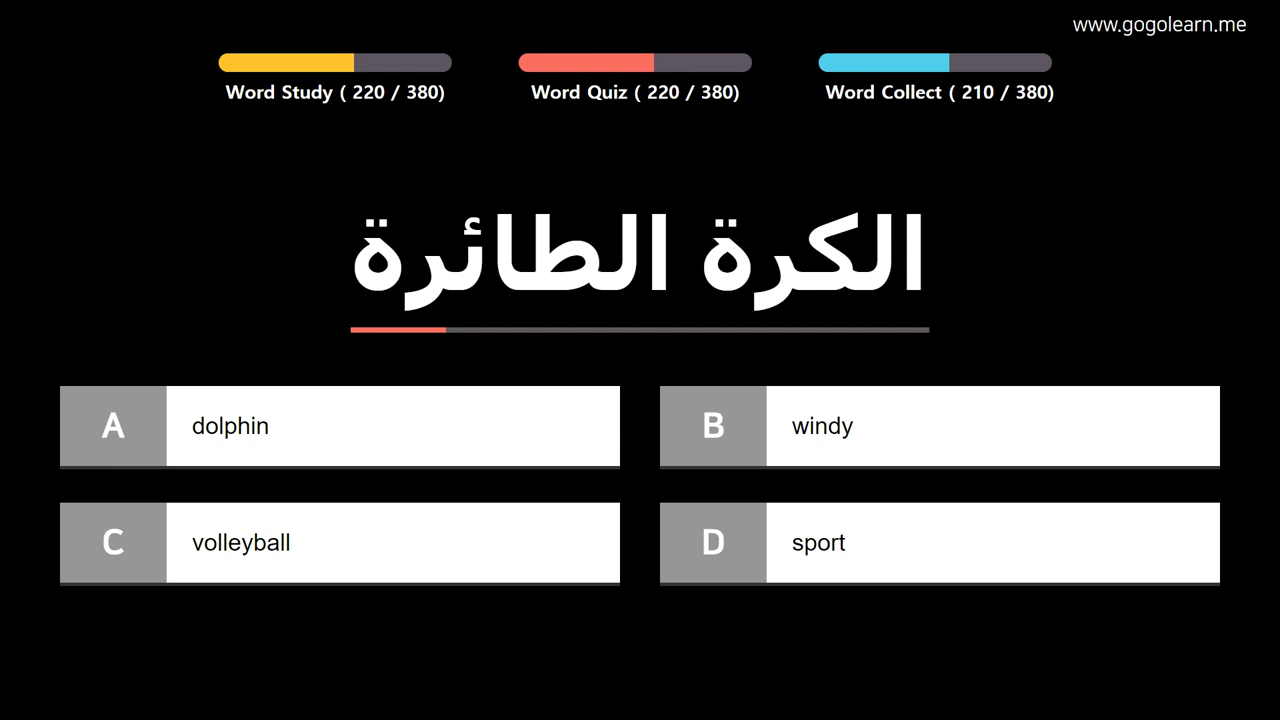 www.gogolearn.me
Word Study ( 220 / 380)
Word Quiz ( 220 / 380)
Word Collect ( 210 / 380)
الكرة الطائرة
A dolphin
B windy
C volleyball
D sport